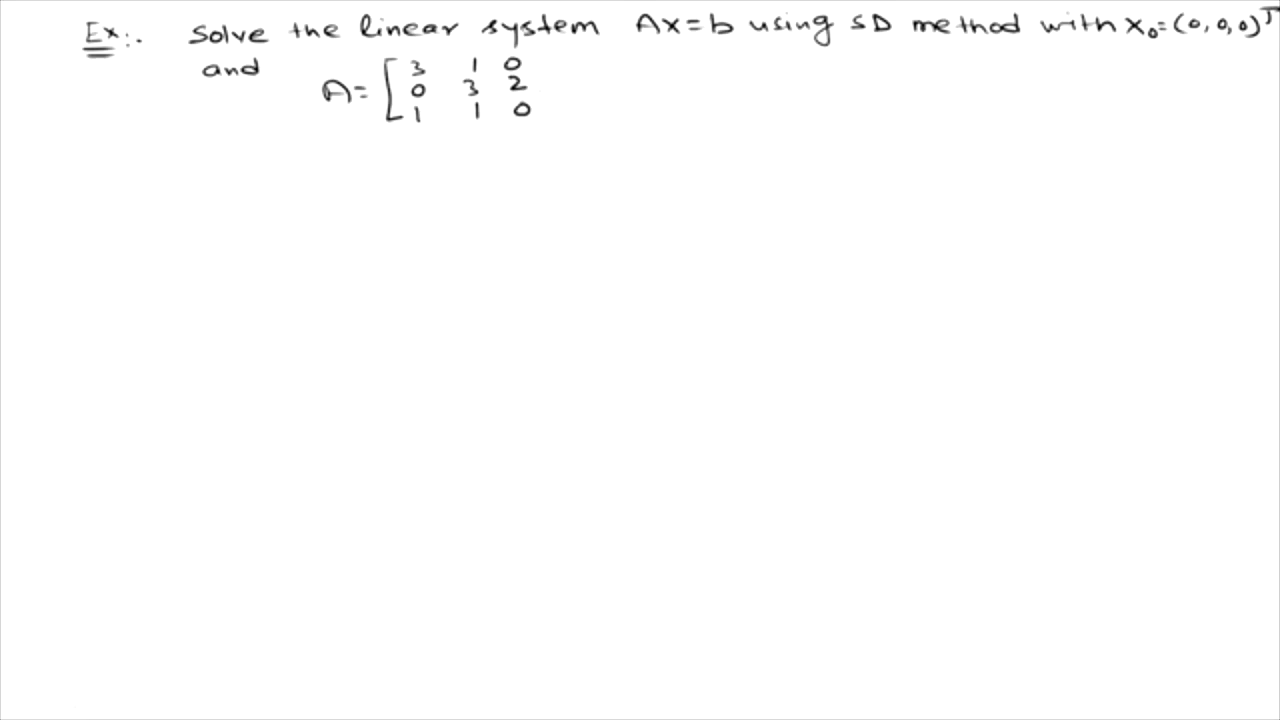 Ex:. Solve the linear system Ax=b using SD method with x₀=(0,0,0)ᵀ
and
A= [ 3 1 0
0 3 2
1 1 0